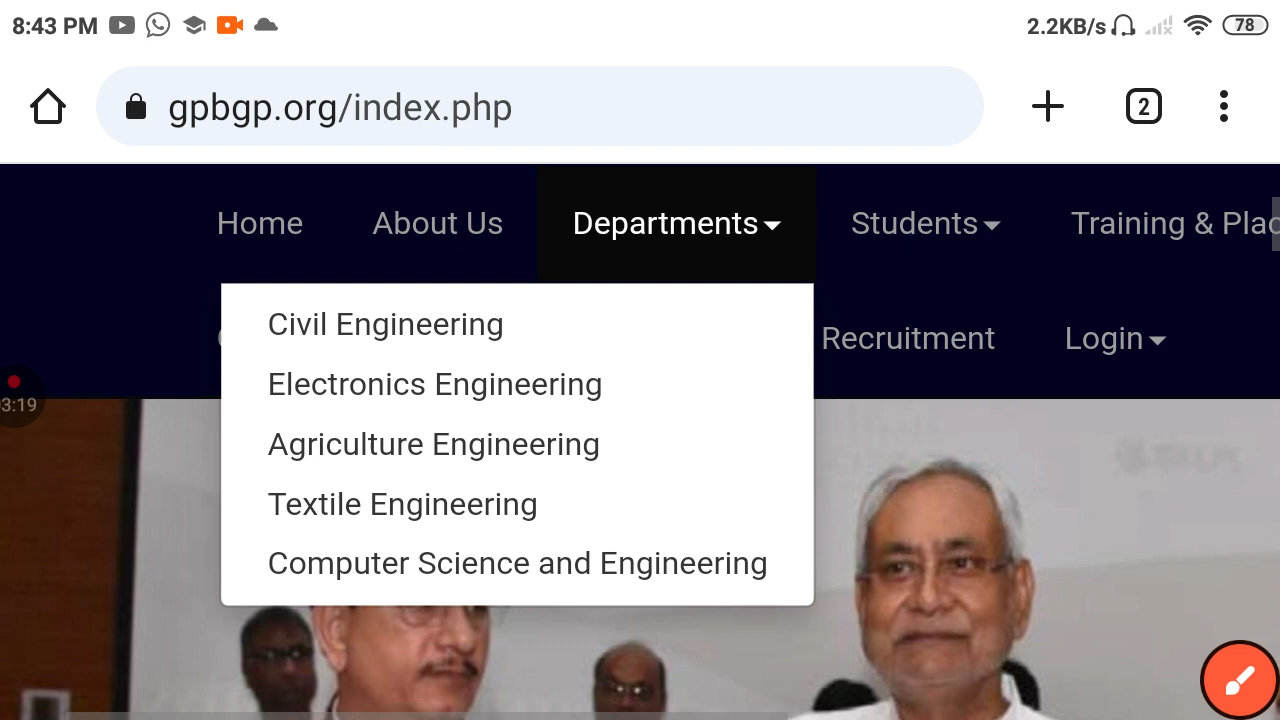 8:43 PM
2.2KB/s
78
gpbgp.org/index.php
2
Home
About Us
Departments
Students
Training & Plac
Recruitment
Login
Civil Engineering
Electronics Engineering
Agriculture Engineering
Textile Engineering
Computer Science and Engineering
3:19